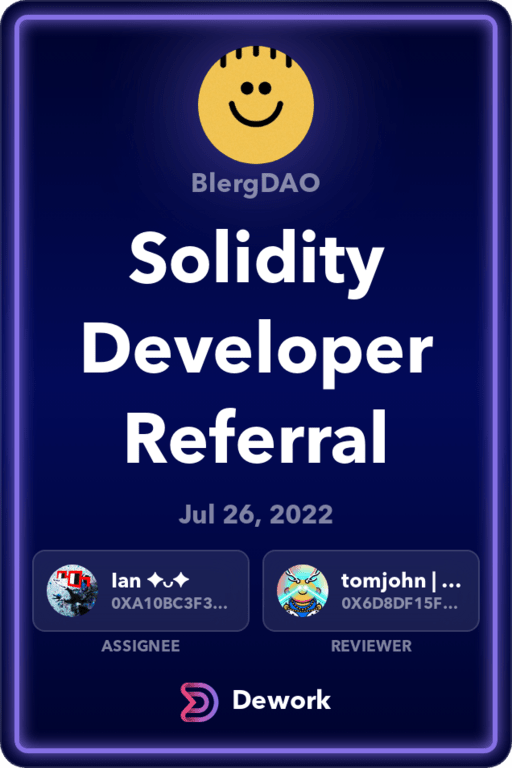 BlergDAO
Solidity
Developer
Referral
Jul 26, 2022
Ian ✦ᴗ✦
0XA10BC3F3...
ASSIGNEE
tomjohn | ...
0X6D8DF15F...
REVIEWER
Dework